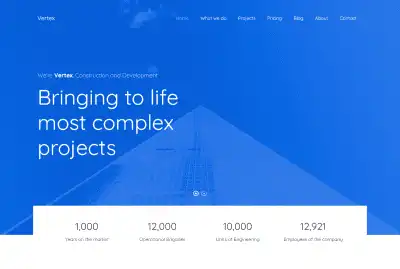 Vertex
Home What we do Projects Pricing Blog About Contact
We're Vertex. Construction and Development
Bringing to life
most complex
projects
1,000 12,000 10,000 12,921
Years on the market Operational Brigades Units of Engineering Employees of the company